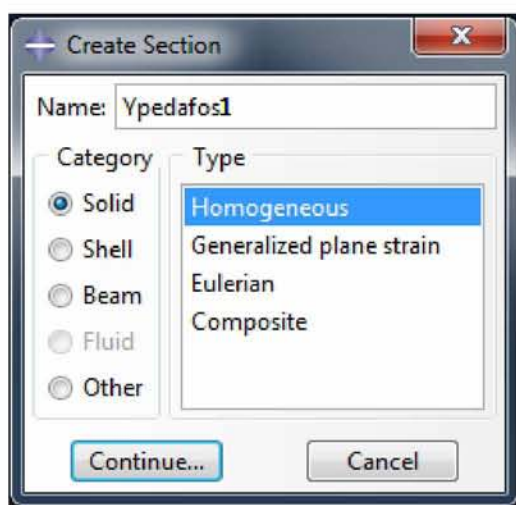 Create Section
Name: Ypedafos1
Category
Type
Solid
Shell
Beam
Fluid
Other
Homogeneous
Generalized plane strain
Eulerian
Composite
Continue...
Cancel